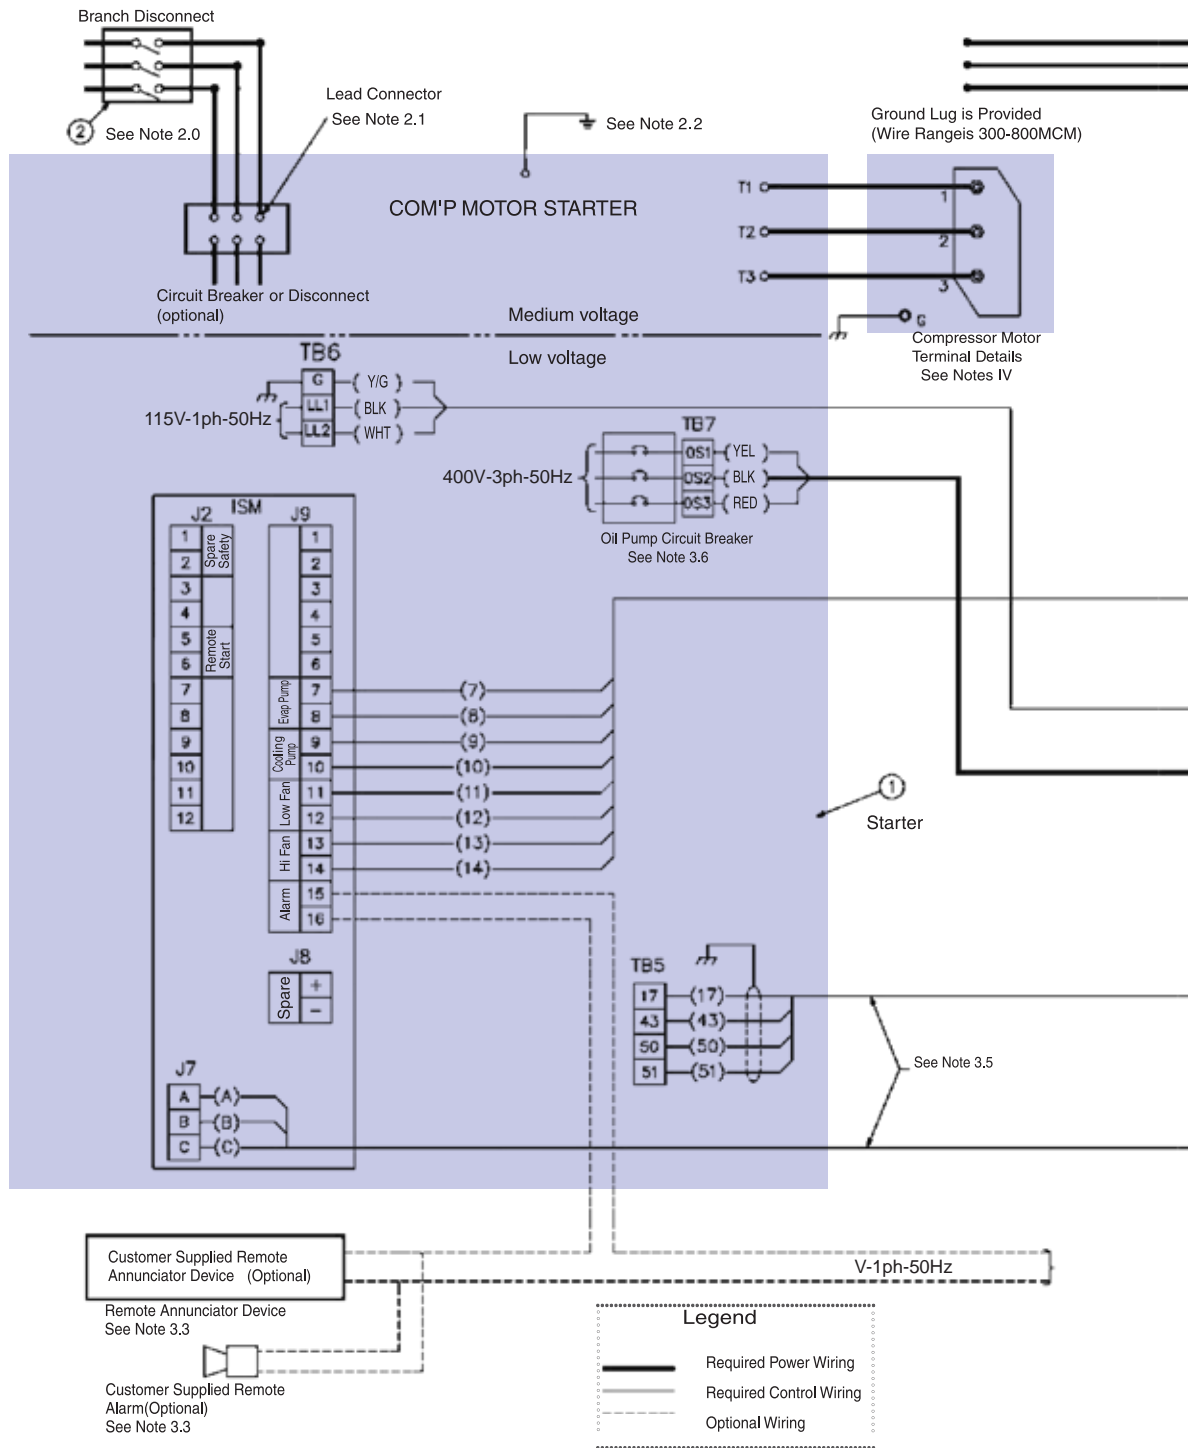 Branch Disconnect
Lead Connector
See Note 2.1
2
See Note 2.0
See Note 2.2
Ground Lug is Provided
(Wire Rangeis 300-800MCM)
COM'P MOTOR STARTER
T1
T2
T3
1
2
3
G
Circuit Breaker or Disconnect
(optional)
Medium voltage
Low voltage
Compressor Motor
Terminal Details
See Notes IV
TB6
G (Y/G)
LL1 (BLK)
LL2 (WHT)
115V-1ph-50Hz
TB7
OS1 (YEL)
OS2 (BLK)
OS3 (RED)
400V-3ph-50Hz
Oil Pump Circuit Breaker
See Note 3.6
ISM
J2
1
2
3
4
5
6
7
8
9
10
11
12
Spare Safety
Remote Start
J9
1
2
3
4
5
6
7 (7)
8 (8)
9 (9)
10 (10)
11 (11)
12 (12)
13 (13)
14 (14)
15
16
Evap Pump
Cooling Pump
Low Fan
Hi Fan
Alarm
1
Starter
J8
Spare
+
−
TB5
17 (17)
43 (43)
50 (50)
51 (51)
See Note 3.5
J7
A (A)
B (B)
C (C)
Customer Supplied Remote
Annunciator Device (Optional)
V-1ph-50Hz
Remote Annunciator Device
See Note 3.3
Customer Supplied Remote
Alarm(Optional)
See Note 3.3
Legend
Required Power Wiring
Required Control Wiring
Optional Wiring